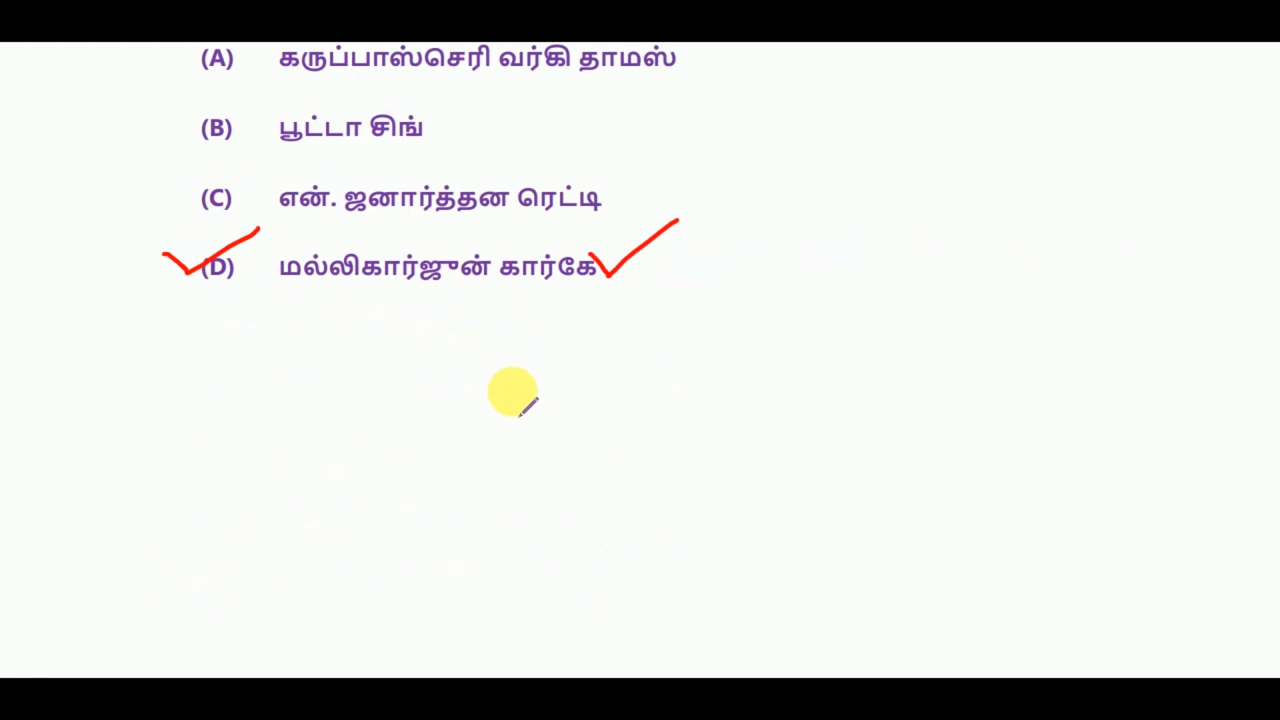 (A) கருப்பாஸ்செரி வர்கி தாமஸ்
(B) பூட்டா சிங்
(C) என். ஜனார்த்தன ரெட்டி
(D) மல்லிகார்ஜுன் கார்கே